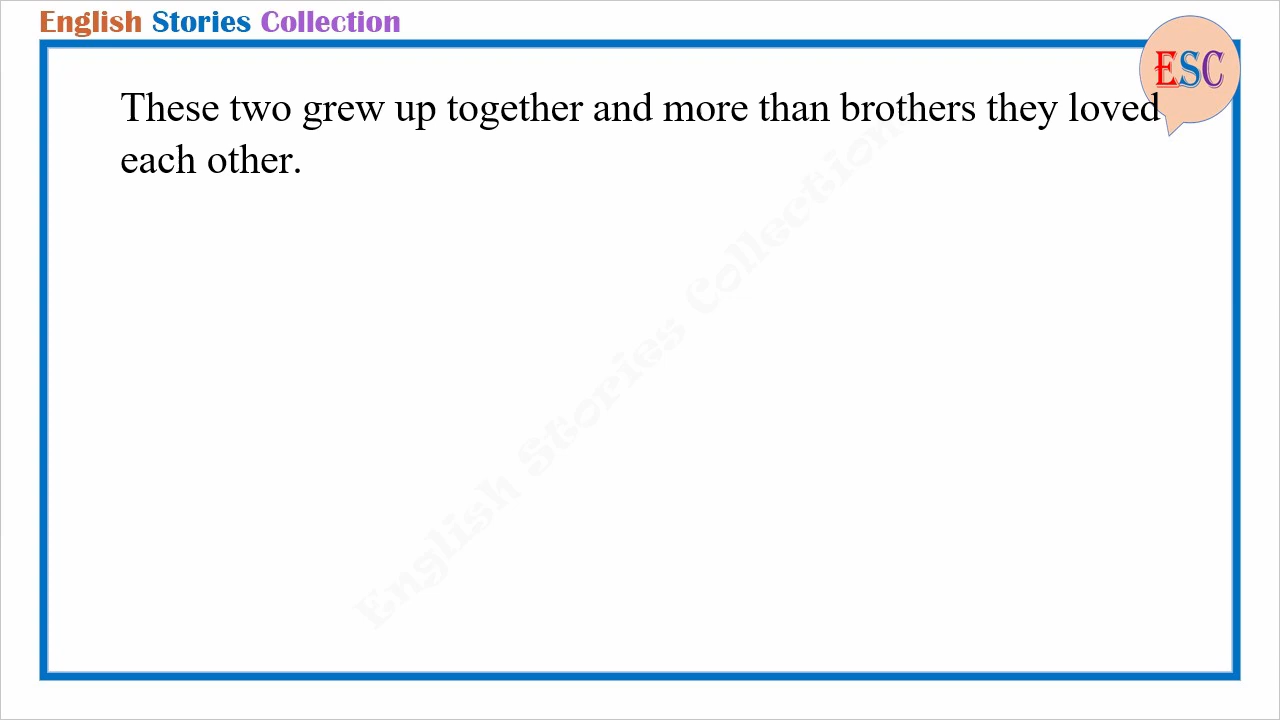 English Stories Collection
ESC
These two grew up together and more than brothers they loved
each other.
English Stories Collection